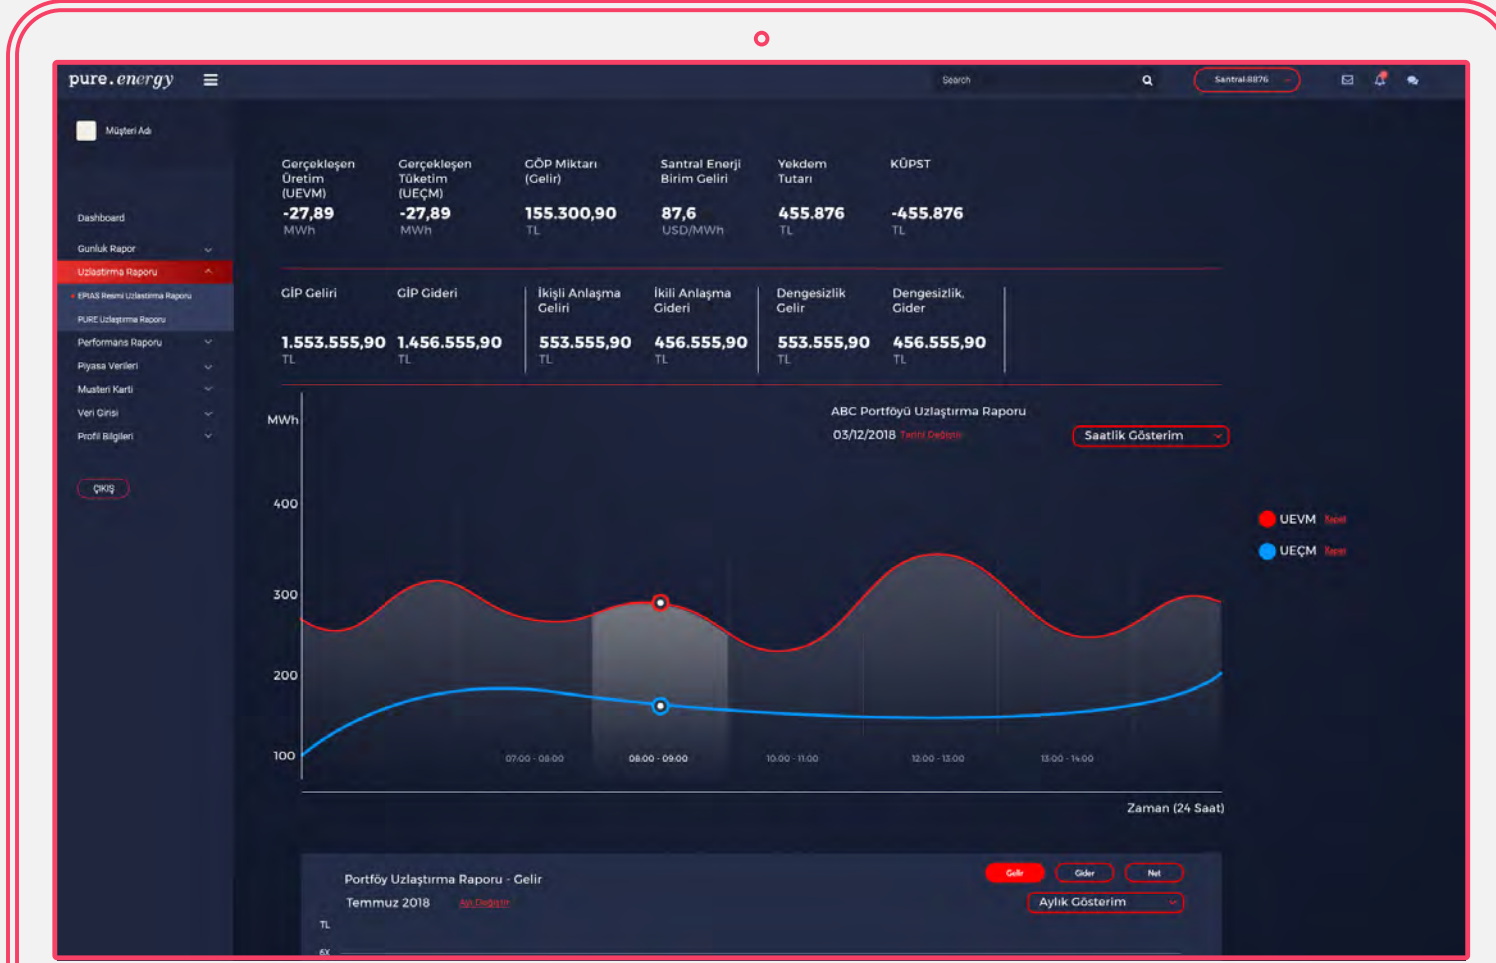 pure.energy
Search
Santral-8876
Müşteri Adı
Dashboard
Gunluk Rapor
Uzlastirma Raporu
EPIAS Resmi Uzlastirma Raporu
PURE Uzlaştırma Raporu
Performans Raporu
Piyasa Verileri
Musteri Karti
Veri Girisi
Profil Bilgileri
ÇIKIŞ
Gerçekleşen
Üretim
(UEVM)
-27,89
MWh
Gerçekleşen
Tüketim
(UEÇM)
-27,89
MWh
GÖP Miktarı
(Gelir)
155.300,90
TL
Santral Enerji
Birim Geliri
87,6
USD/MWh
Yekdem
Tutarı
455.876
TL
KÜPST
-455.876
TL
GİP Geliri
1.553.555,90
TL
GİP Gideri
1.456.555,90
TL
İkişli Anlaşma
Geliri
553.555,90
TL
İkili Anlaşma
Gideri
456.555,90
TL
Dengesizlik
Gelir
553.555,90
TL
Dengesizlik,
Gider
456.555,90
TL
ABC Portföyü Uzlaştırma Raporu
03/12/2018 Tarihi Değiştir
Saatlik Gösterim
MWh
400
300
200
100
07:00 - 08:00
08:00 - 09:00
10:00 - 11:00
12:00 - 13:00
13:00 - 14:00
Zaman (24 Saat)
UEVM Kapat
UEÇM Kapat
Portföy Uzlaştırma Raporu - Gelir
Temmuz 2018 Ayı Değiştir
Gelir
Gider
Net
Aylık Gösterim
TL
6X